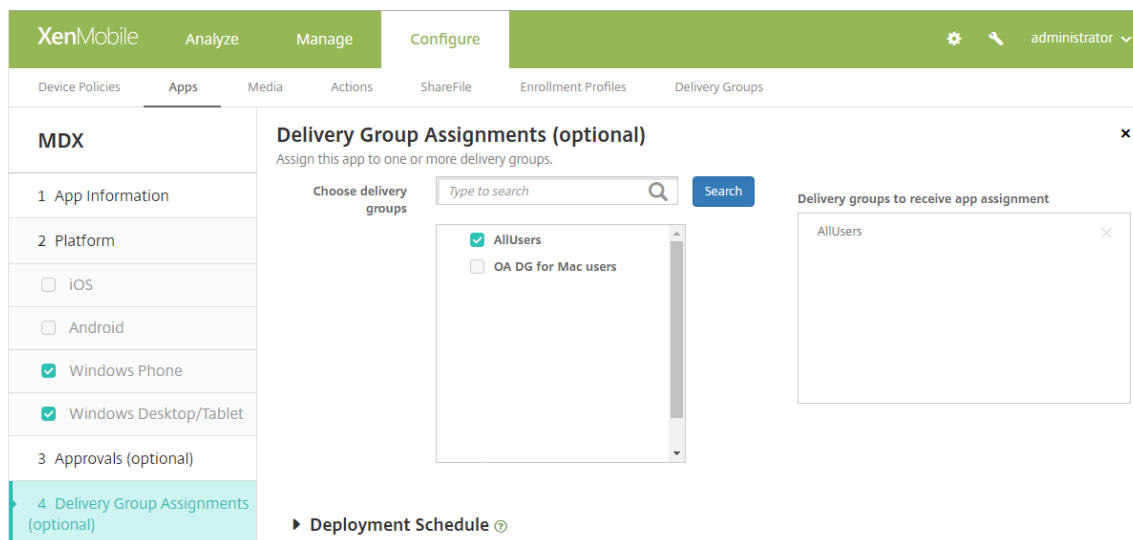 XenMobile Analyze Manage Configure administrator
Device Policies Apps Media Actions ShareFile Enrollment Profiles Delivery Groups
MDX
1 App Information
2 Platform
iOS
Android
Windows Phone
Windows Desktop/Tablet
3 Approvals (optional)
4 Delivery Group Assignments
(optional)
Delivery Group Assignments (optional)
Assign this app to one or more delivery groups.
Choose delivery
groups
Type to search
Search
AllUsers
OA DG for Mac users
Delivery groups to receive app assignment
AllUsers
Deployment Schedule ?